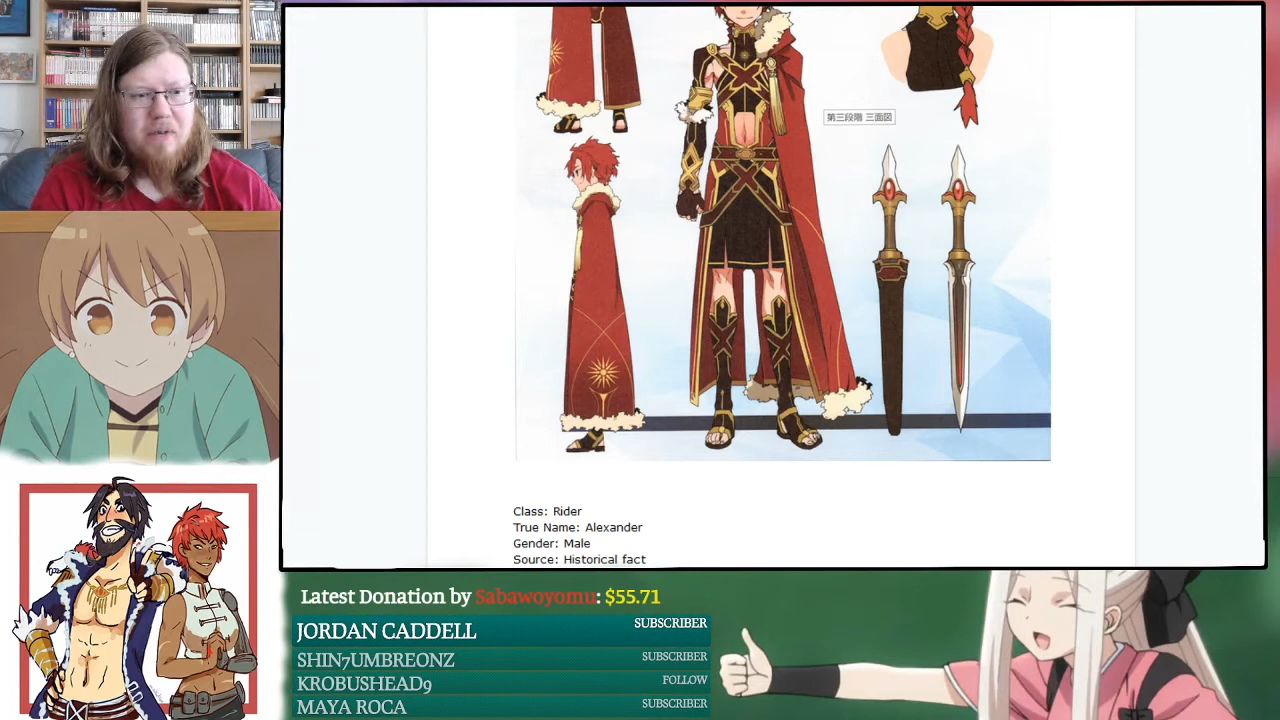 第三段階 三面図
Class: Rider
True Name: Alexander
Gender: Male
Source: Historical fact
Latest Donation by Sabawoyomu: $55.71
JORDAN CADDELL SUBSCRIBER
SHIN7UMBREONZ SUBSCRIBER
KROBUSHEAD9 FOLLOW
MAYA ROCA SUBSCRIBER